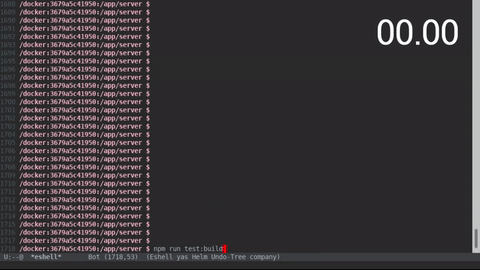 00.00
1688 /docker:3679a5c41950:/app/server $
1689 /docker:3679a5c41950:/app/server $
1690 /docker:3679a5c41950:/app/server $
1691 /docker:3679a5c41950:/app/server $
1692 /docker:3679a5c41950:/app/server $
1693 /docker:3679a5c41950:/app/server $
1694 /docker:3679a5c41950:/app/server $
1695 /docker:3679a5c41950:/app/server $
1696 /docker:3679a5c41950:/app/server $
1697 /docker:3679a5c41950:/app/server $
1698 /docker:3679a5c41950:/app/server $
1699 /docker:3679a5c41950:/app/server $
1700 /docker:3679a5c41950:/app/server $
1701 /docker:3679a5c41950:/app/server $
1702 /docker:3679a5c41950:/app/server $
1703 /docker:3679a5c41950:/app/server $
1704 /docker:3679a5c41950:/app/server $
1705 /docker:3679a5c41950:/app/server $
1706 /docker:3679a5c41950:/app/server $
1707 /docker:3679a5c41950:/app/server $
1708 /docker:3679a5c41950:/app/server $
1709 /docker:3679a5c41950:/app/server $
1710 /docker:3679a5c41950:/app/server $
1711 /docker:3679a5c41950:/app/server $
1712 /docker:3679a5c41950:/app/server $
1713 /docker:3679a5c41950:/app/server $
1714 /docker:3679a5c41950:/app/server $
1715 /docker:3679a5c41950:/app/server $
1716 /docker:3679a5c41950:/app/server $
1717 /docker:3679a5c41950:/app/server $
1718 /docker:3679a5c41950:/app/server $ npm run test:build
U:--@ *eshell* Bot (1718,53) (Eshell yas Helm Undo-Tree company)